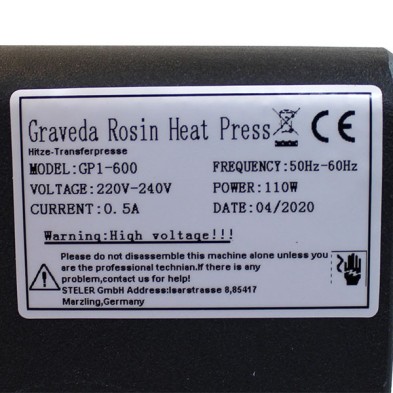 Graveda Rosin Heat Press
Hitze-Transferpresse
MODEL:GP1-600 FREQUENCY:50Hz-60Hz
VOLTAGE:220V-240V POWER:110W
CURRENT:0.5A DATE:04/2020
Warning:High voltage!!!
Please do not disassemble this machine alone unless you
are the professional technian.If there is any
problem,contact us for help!
STELER GmbH Address:Isarstrasse 8,85417
Marzling,Germany